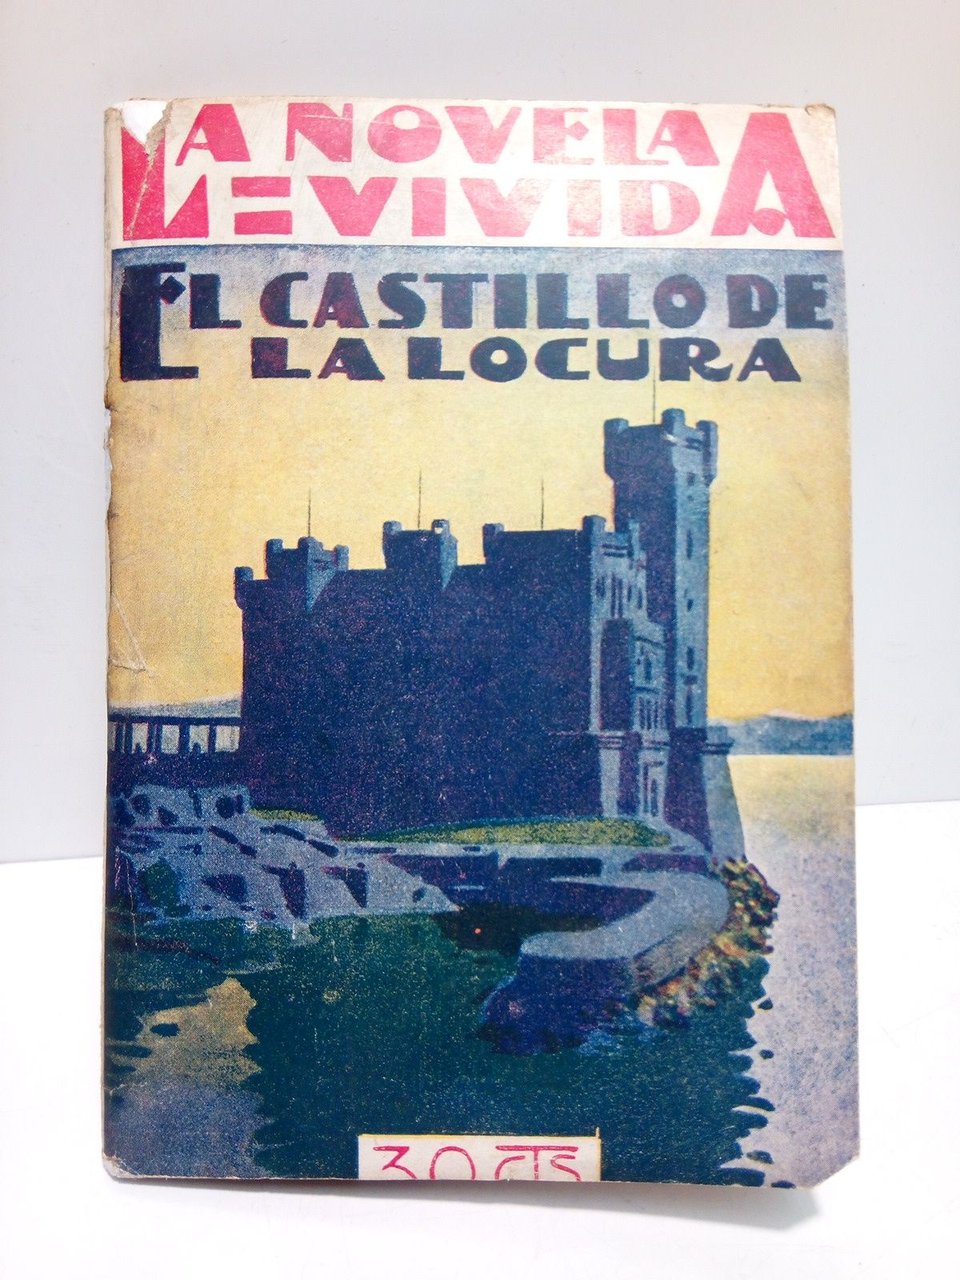 LA NOVELA
VIVIDA
EL CASTILLO DE
LA LOCURA
30 CTS